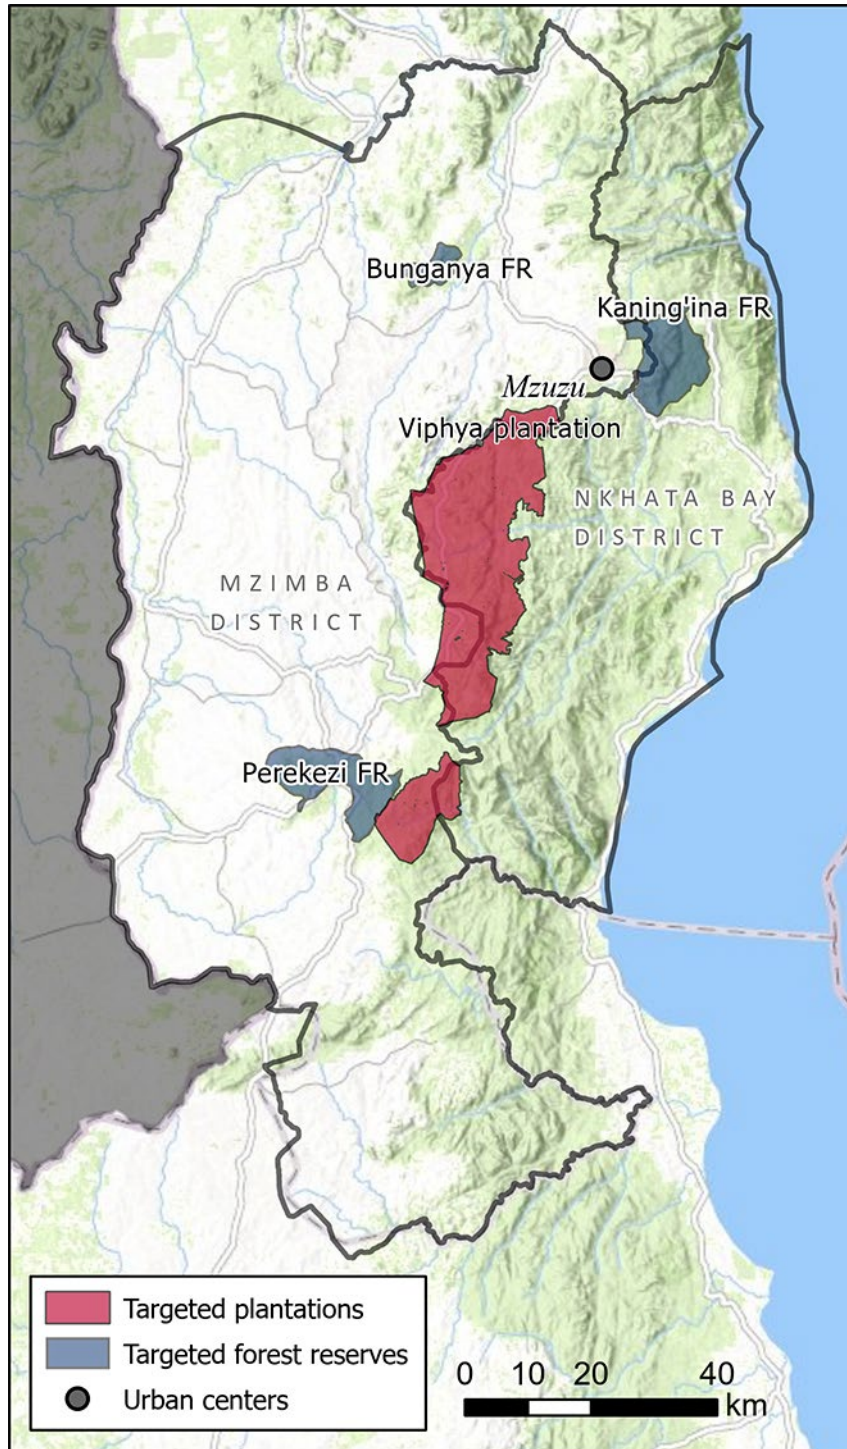 Bunganya FR
Kaning'ina FR
Mzuzu
Viphya plantation
NKHATA BAY
DISTRICT
MZIMBA
DISTRICT
Perekezi FR
Targeted plantations
Targeted forest reserves
Urban centers
0 10 20 40
km